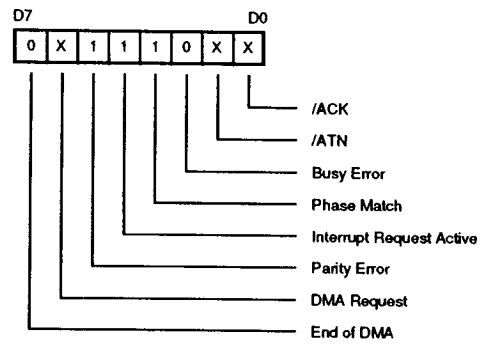 D7 D0
0 X 1 1 1 0 X X
/ACK
/ATN
Busy Error
Phase Match
Interrupt Request Active
Parity Error
DMA Request
End of DMA